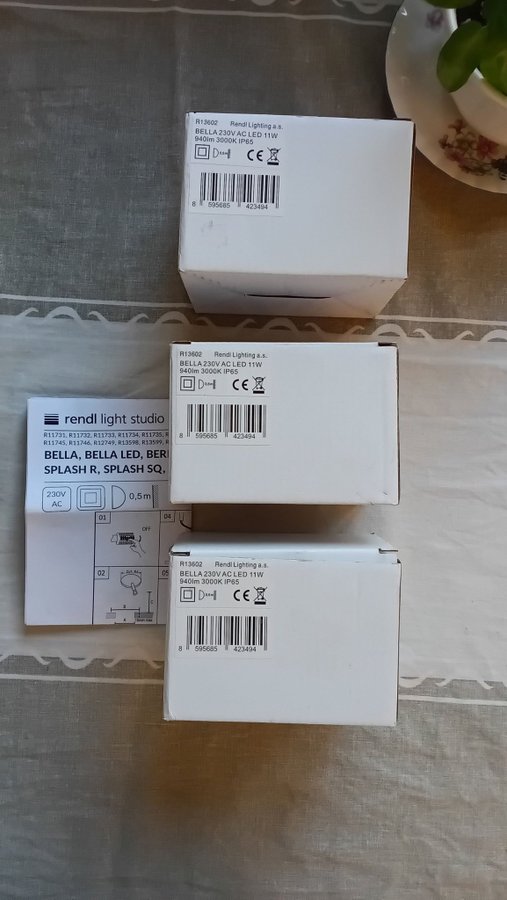 R13602 Rendl Lighting a.s.
BELLA 230V AC LED 11W
940lm 3000K IP65
CE
8 595685 423494
R13602 Rendl Lighting a.s.
BELLA 230V AC LED 11W
940lm 3000K IP65
CE
8 595685 423494
rendl light studio
R11731, R11732, R11733, R11734, R11735,
R11745, R11746, R12749, R13598, R13599,
BELLA, BELLA LED, BER
SPLASH R, SPLASH SQ,
230V
AC
0,5m
01
04
Off
02
05
A
C
R13602 Rendl Lighting a.s.
BELLA 230V AC LED 11W
940lm 3000K IP65
CE
8 595685 423494